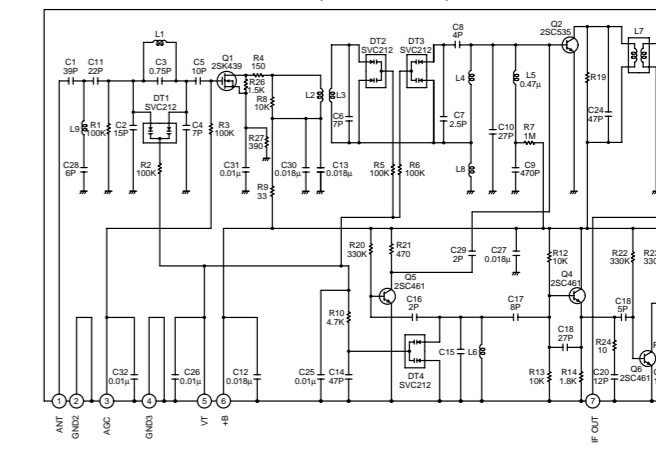 L1
C1
39P
C11
22P
C3
0.75P
C5
10P
Q1
2SK439
R4
150
R26
1.5K
R8
10K
DT1
SVC212
L9
R1
100K
C2
15P
C4
7P
R3
100K
R27
390
C28
6P
R2
100K
C31
0.01µ
C30
0.018µ
C13
0.018µ
R9
33
L2
L3
C6
7P
DT2
SVC212
DT3
SVC212
C8
4P
R5
100K
R6
100K
L4
C7
2.5P
L8
C10
27P
L5
0.47µ
R7
1M
C9
470P
Q2
2SC535
R19
C24
47P
L7
R20
330K
R21
470
C29
2P
C27
0.018µ
R12
10K
Q4
2SC461
R22
330K
Q5
2SC461
C16
2P
C17
8P
C18
5P
R10
4.7K
C18
27P
R24
10
DT4
SVC212
C15
L6
R13
10K
R14
1.8K
C20
12P
Q6
2SC461
C32
0.01µ
C26
0.01µ
C12
0.018µ
C25
0.01µ
C14
47P
1
2
3
4
5
6
7
ANT
GND2
AGC
GND3
VT
+B
IF OUT